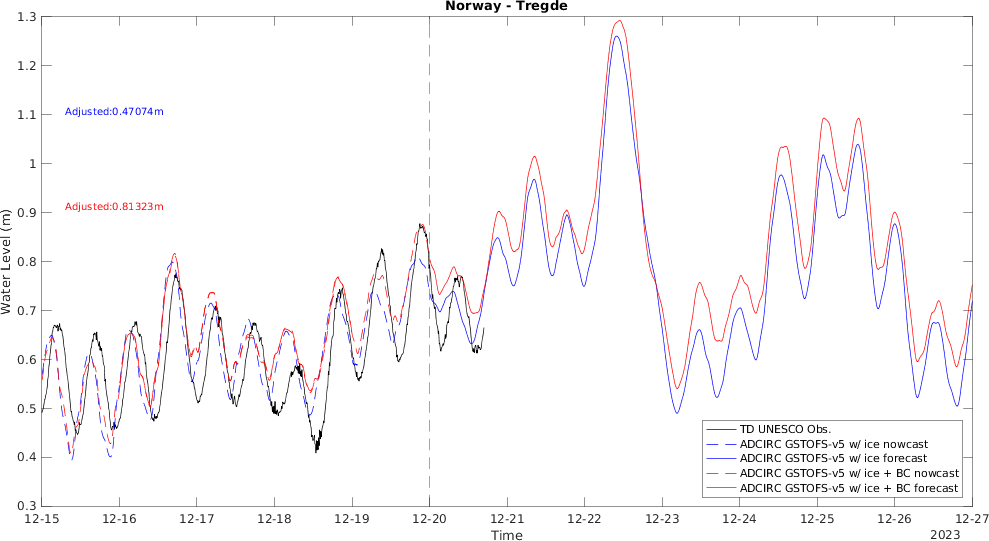 Norway - Tregde
1.3
1.2
1.1
1
0.9
0.8
0.7
0.6
0.5
0.4
0.3
Water Level (m)
Adjusted:0.47074m
Adjusted:0.81323m
TD UNESCO Obs.
ADCIRC GSTOFS-v5 w/ ice nowcast
ADCIRC GSTOFS-v5 w/ ice forecast
ADCIRC GSTOFS-v5 w/ ice + BC nowcast
ADCIRC GSTOFS-v5 w/ ice + BC forecast
12-15 12-16 12-17 12-18 12-19 12-20 12-21 12-22 12-23 12-24 12-25 12-26 12-27
Time
2023